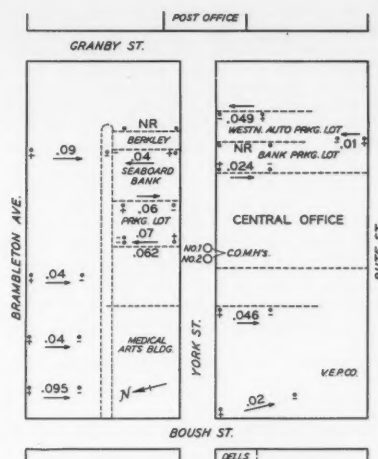 POST OFFICE
GRANBY ST.
NR
BERKLEY
.09
.04
SEABOARD
BANK
.06
PRKG. LOT
.07
.062
.04
.04
MEDICAL
ARTS BLDG.
.095
N
BRAMBLETON AVE.
YORK ST.
.049
WESTN. AUTO PRKG. LOT
.01
NR
BANK PRKG. LOT
.024
CENTRAL OFFICE
NO.1
NO.2
C.O.M.H's.
.046
V.E.P.CO.
.02
BOUSH ST.